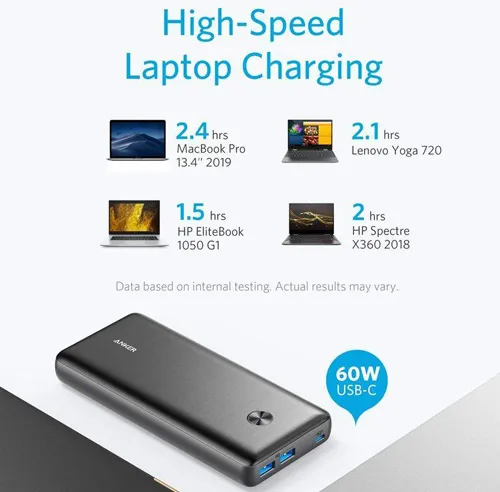 High-Speed
Laptop Charging
2.4 hrs
MacBook Pro
13.4” 2019
2.1 hrs
Lenovo Yoga 720
1.5 hrs
HP EliteBook
1050 G1
2 hrs
HP Spectre
X360 2018
Data based on internal testing. Actual results may vary.
ANKER
60W
USB-C